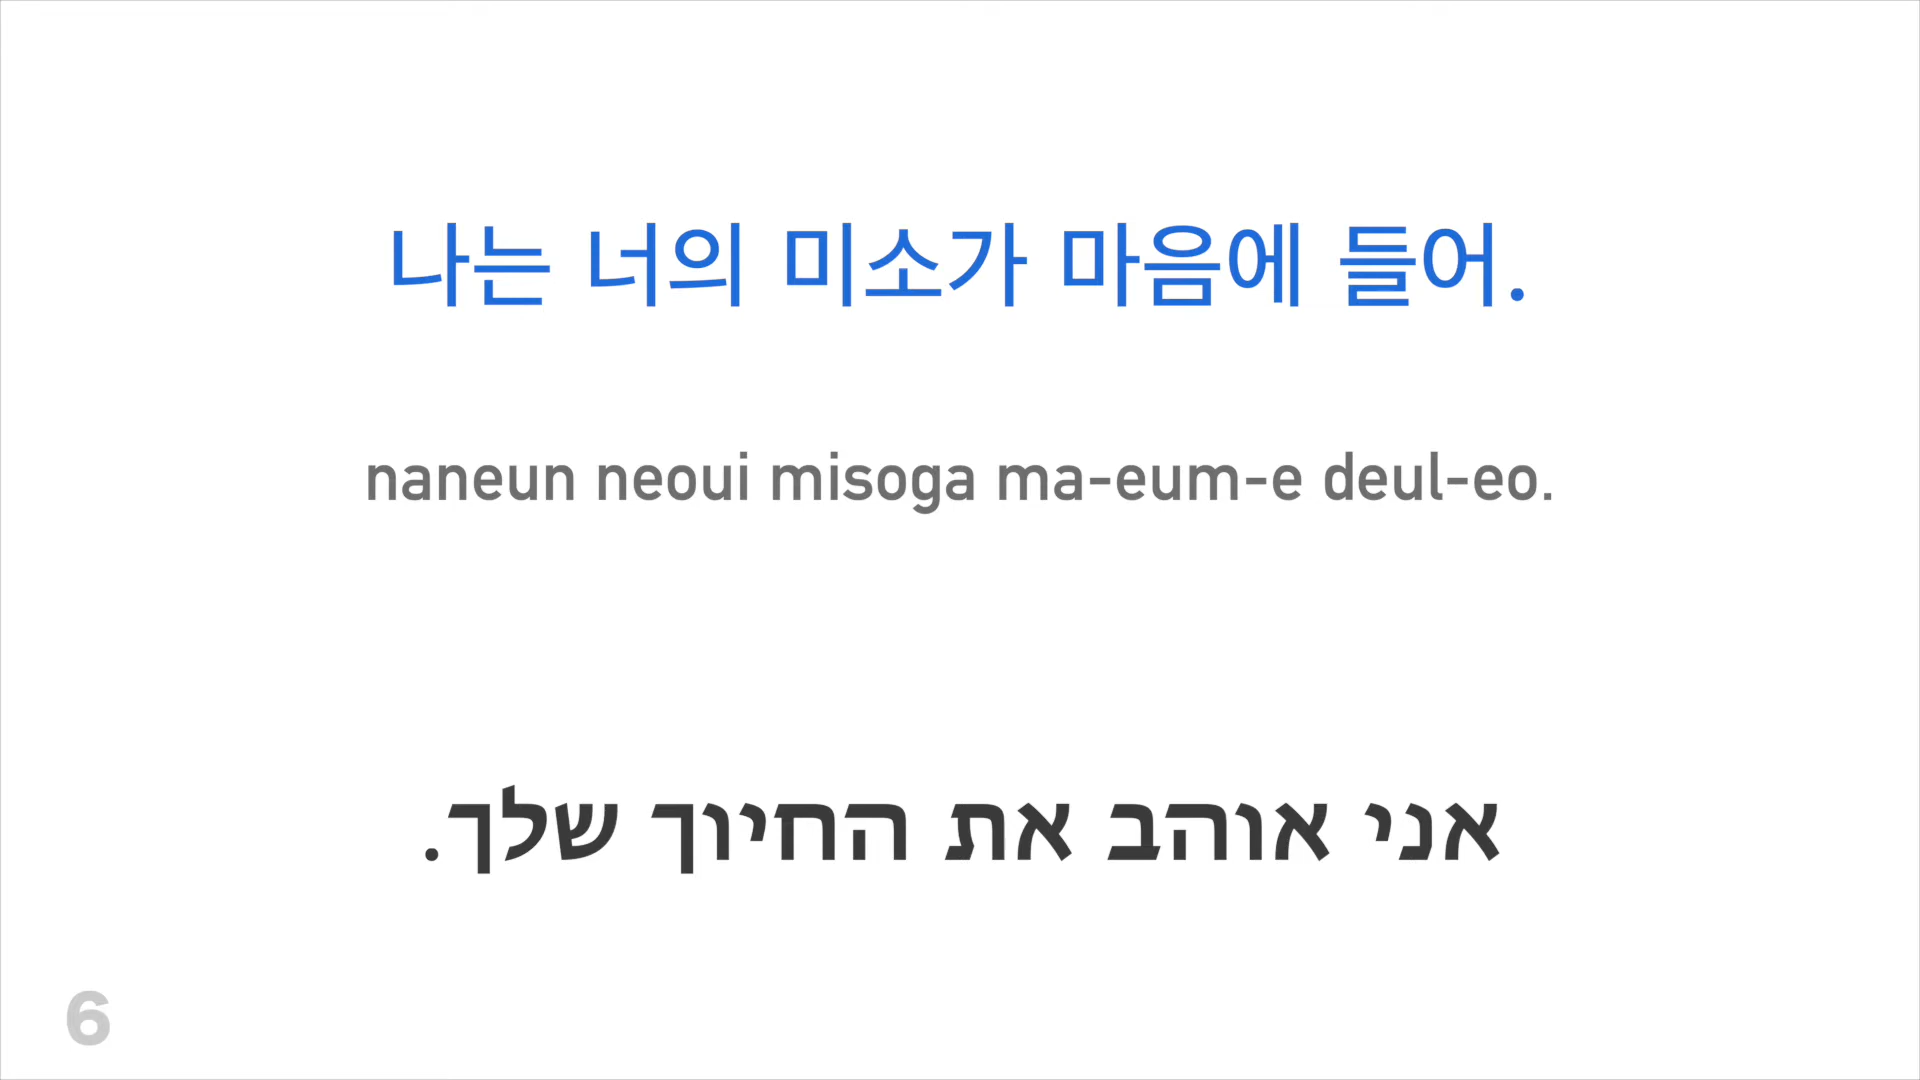 나는 너의 미소가 마음에 들어.
naneun neoui misoga ma-eum-e deul-eo.
אני אוהב את החיוך שלך.
6